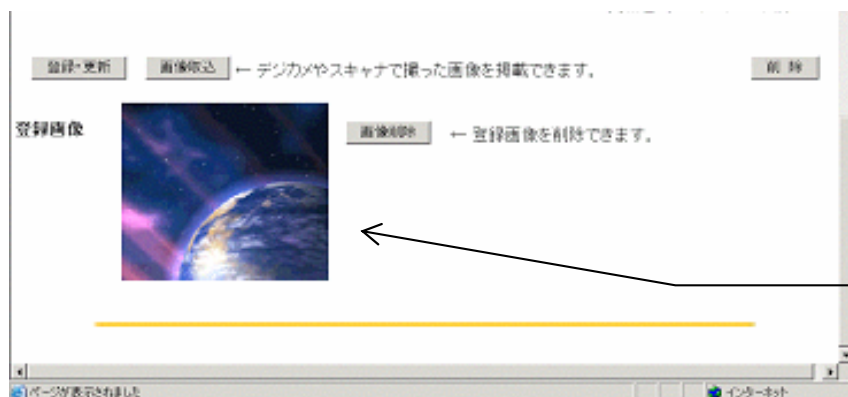 登録・更新 画像取込 ← デジカメやスキャナで撮った画像を掲載できます。 削 除
登録画像 画像削除 ← 登録画像を削除できます。
ページが表示されました インターネット